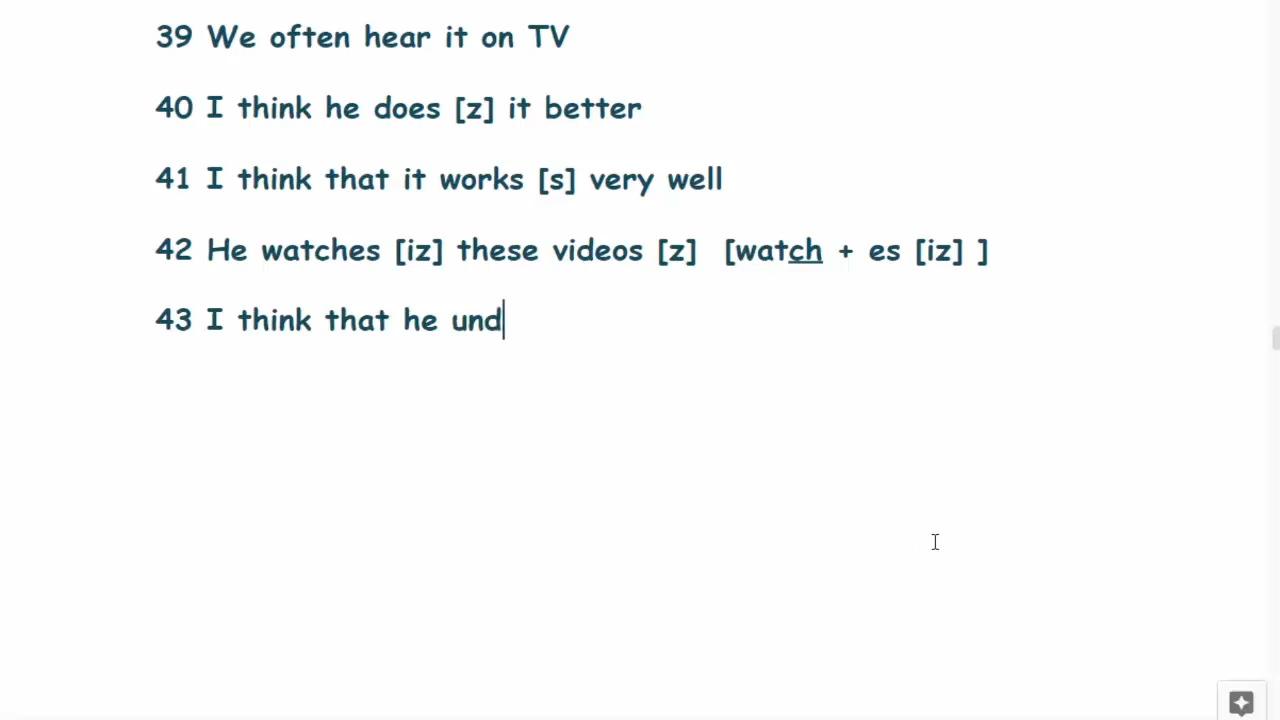 39 We often hear it on TV
40 I think he does [z] it better
41 I think that it works [s] very well
42 He watches [iz] these videos [z] [watch + es [iz] ]
43 I think that he und